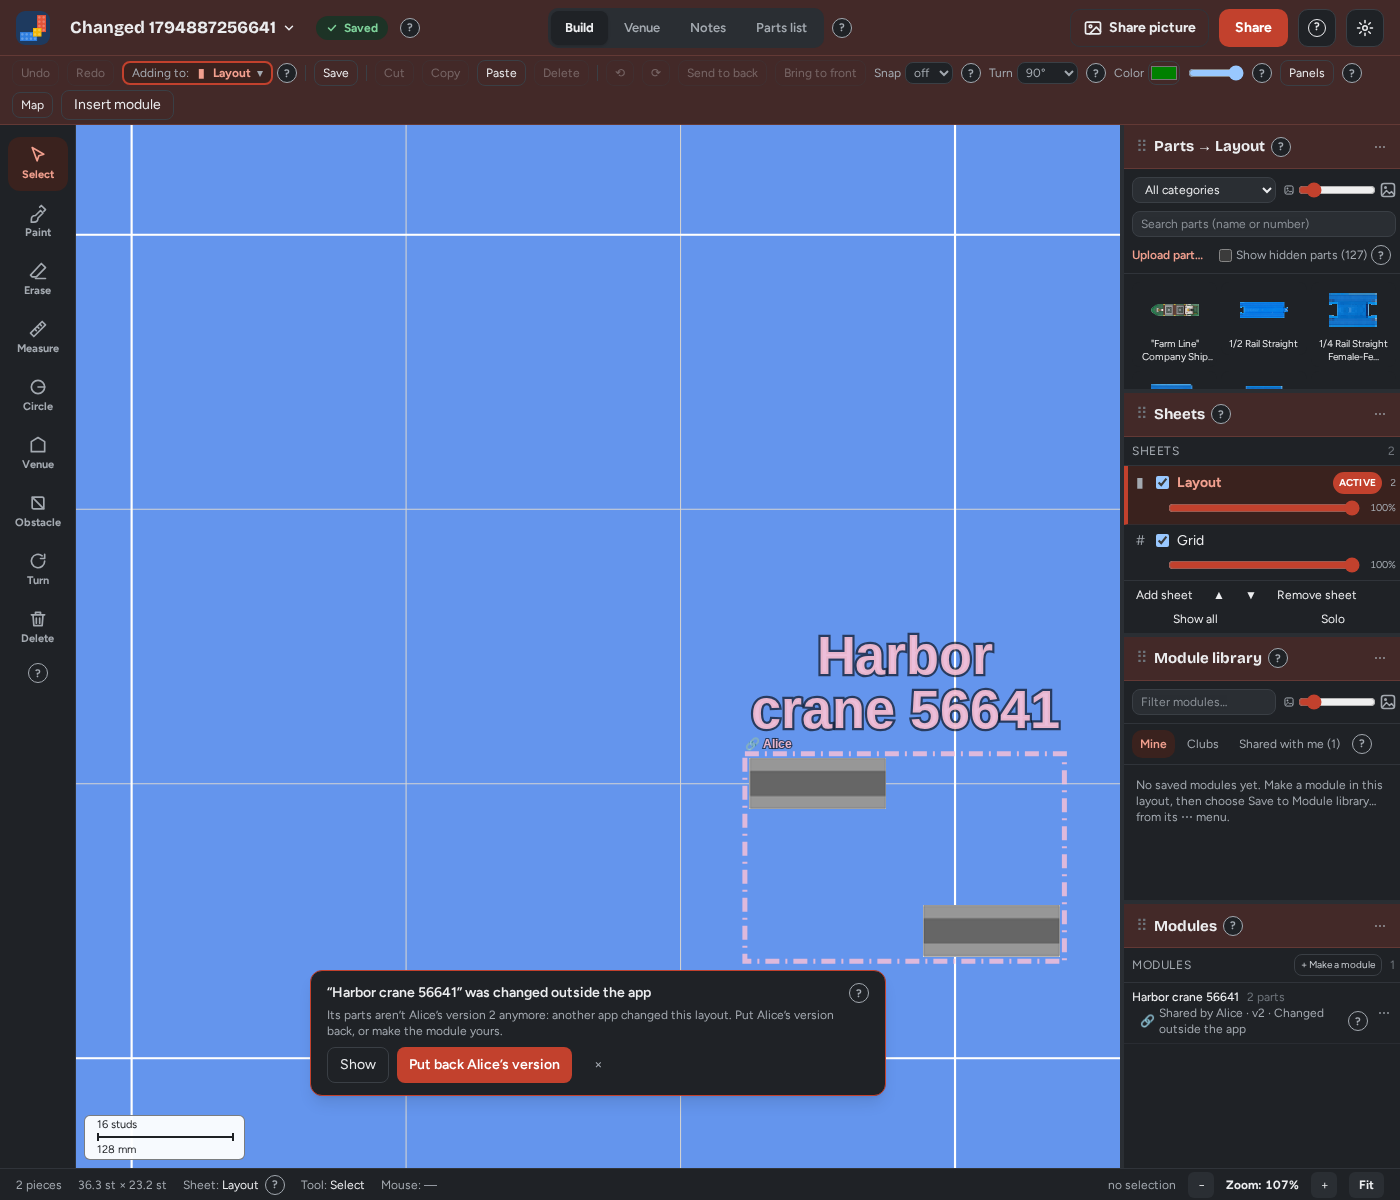 Changed 1794887256641
Saved
?
Build
Venue
Notes
Parts list
?
Share picture
Share
?
Undo
Redo
Adding to: Layout ▾
?
Save
Cut
Copy
Paste
Delete
⟲
⟳
Send to back
Bring to front
Snap off
?
Turn 90°
?
Color
?
Panels
?
Map
Insert module
Select
Paint
Erase
Measure
Circle
Venue
Obstacle
Turn
Delete
?
Harbor
crane 56641
Alice
“Harbor crane 56641” was changed outside the app
?
Its parts aren’t Alice’s version 2 anymore: another app changed this layout. Put Alice’s version
back, or make the module yours.
Show
Put back Alice’s version
×
16 studs
128 mm
Parts → Layout ?
···
All categories
Search parts (name or number)
Upload part…
Show hidden parts (127)
?
"Farm Line"
Company Ship…
1/2 Rail Straight
1/4 Rail Straight
Female-Fe…
Sheets ?
···
SHEETS 2
Layout ACTIVE 2
100%
# Grid
100%
Add sheet ▲ ▼ Remove sheet
Show all Solo
Module library ?
···
Filter modules…
Mine
Clubs
Shared with me (1)
?
No saved modules yet. Make a module in this
layout, then choose Save to Module library…
from its ··· menu.
Modules ?
···
MODULES + Make a module 1
Harbor crane 56641 2 parts
Shared by Alice · v2 · Changed
outside the app
?
···
2 pieces
36.3 st × 23.2 st
Sheet: Layout
?
Tool: Select
Mouse: —
no selection
−
Zoom: 107%
+
Fit